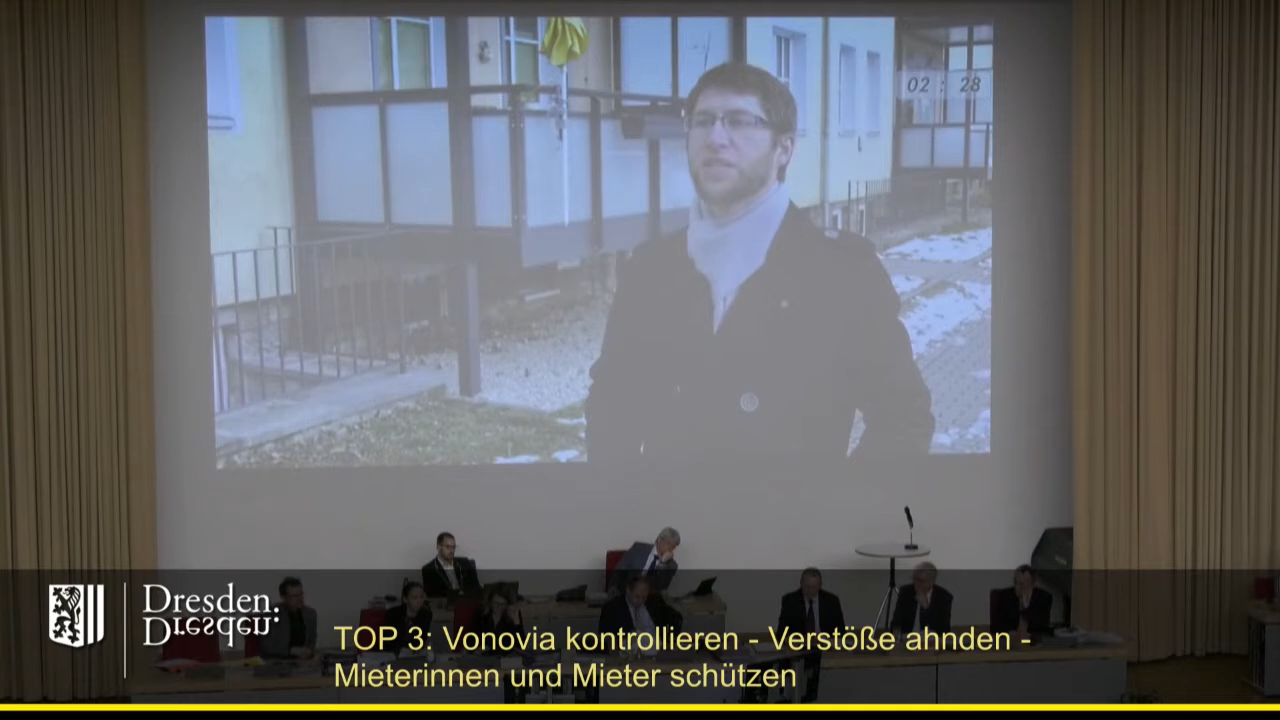 02 : 28
Dresden.
Dresden.
TOP 3: Vonovia kontrollieren - Verstöße ahnden -
Mieterinnen und Mieter schützen